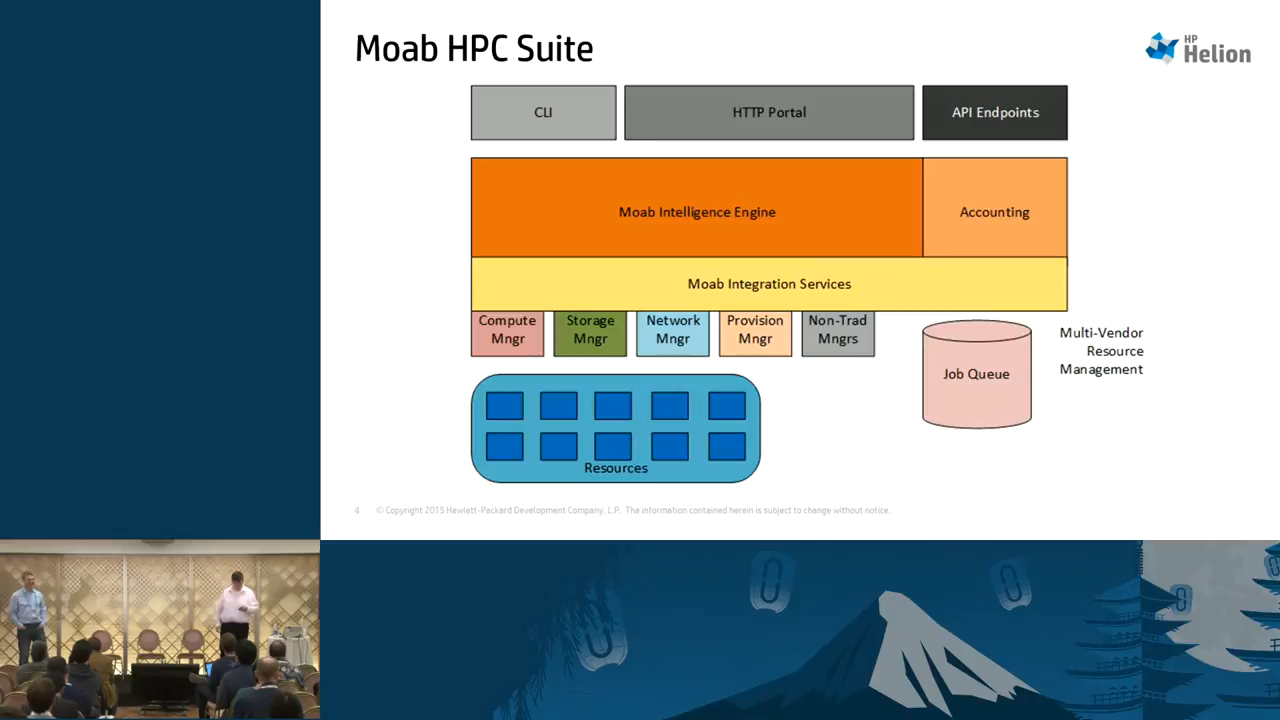 Moab HPC Suite
HP
Helion
CLI
HTTP Portal
API Endpoints
Moab Intelligence Engine
Accounting
Moab Integration Services
Compute
Mngr
Storage
Mngr
Network
Mngr
Provision
Mngr
Non-Trad
Mngrs
Job Queue
Multi-Vendor
Resource
Management
Resources
4 © Copyright 2015 Hewlett-Packard Development Company, L.P. The information contained herein is subject to change without notice.